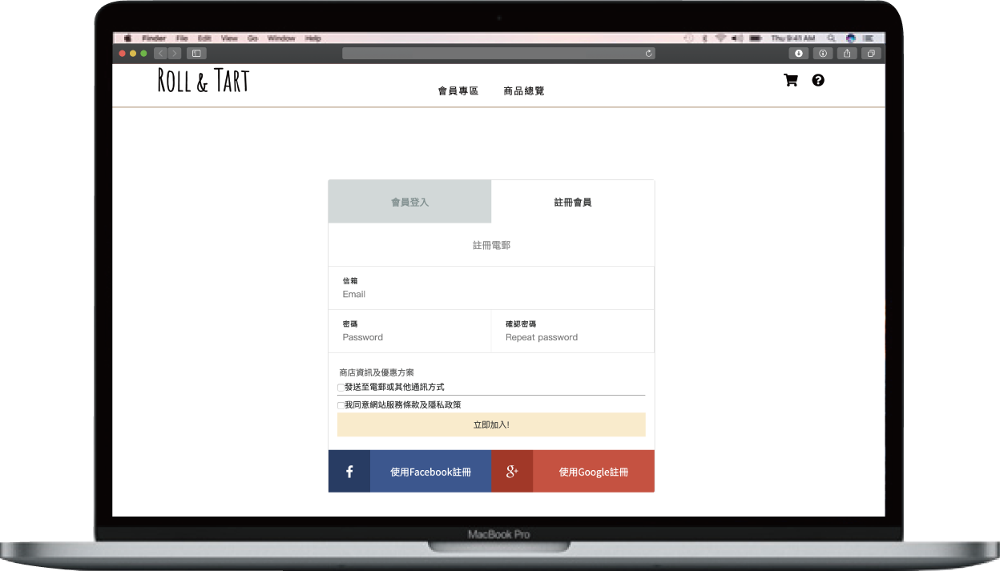 Finder File Edit View Go Window Help
Thu 9:41 AM
ROLL & TART
會員專區 商品總覽
會員登入 註冊會員
註冊電郵
信箱
Email
密碼 確認密碼
Password Repeat password
商店資訊及優惠方案
發送至電郵或其他通訊方式
我同意網站服務條款及隱私政策
立即加入!
f 使用Facebook註冊 g+ 使用Google註冊
MacBook Pro